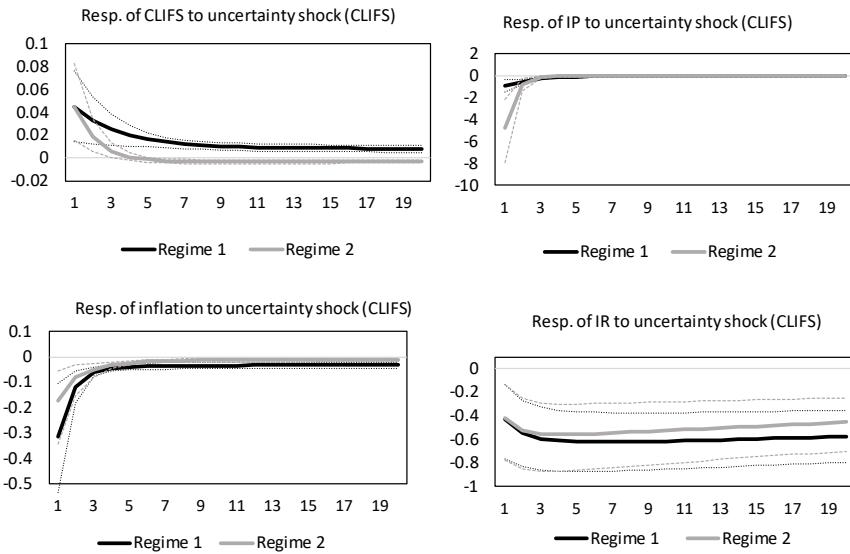 Resp. of CLIFS to uncertainty shock (CLIFS)
0.1
0.08
0.06
0.04
0.02
0
-0.02
1 3 5 7 9 11 13 15 17 19
Regime 1 Regime 2
Resp. of IP to uncertainty shock (CLIFS)
2
0
-2
-4
-6
-8
-10
1 3 5 7 9 11 13 15 17 19
Regime 1 Regime 2
Resp. of inflation to uncertainty shock (CLIFS)
0.1
0
-0.1
-0.2
-0.3
-0.4
-0.5
1 3 5 7 9 11 13 15 17 19
Regime 1 Regime 2
Resp. of IR to uncertainty shock (CLIFS)
0
-0.2
-0.4
-0.6
-0.8
-1
1 3 5 7 9 11 13 15 17 19
Regime 1 Regime 2